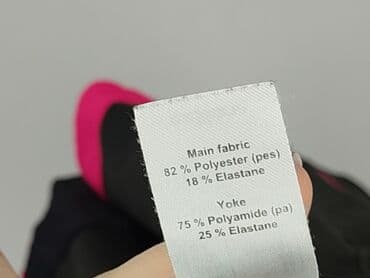 Main fabric
82 % Polyester (pes)
18 % Elastane
Yoke
75 % Polyamide (pa)
25 % Elastane